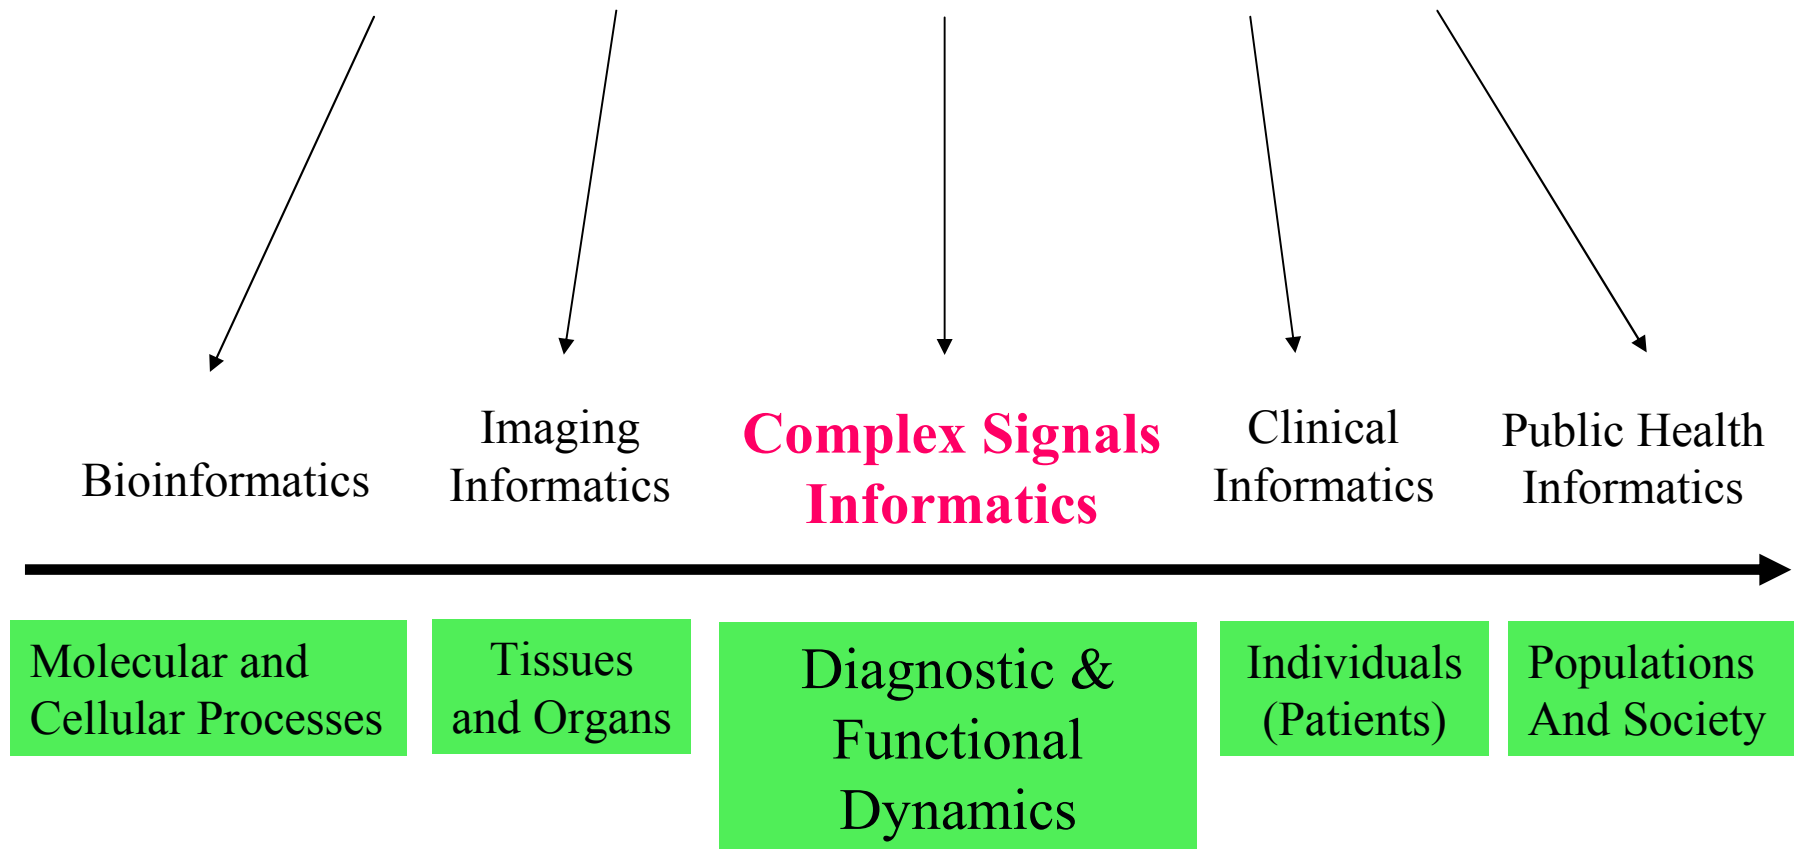 Bioinformatics
Imaging
Informatics
Complex Signals
Informatics
Clinical
Informatics
Public Health
Informatics
Molecular and
Cellular Processes
Tissues
and Organs
Diagnostic &
Functional
Dynamics
Individuals
(Patients)
Populations
And Society